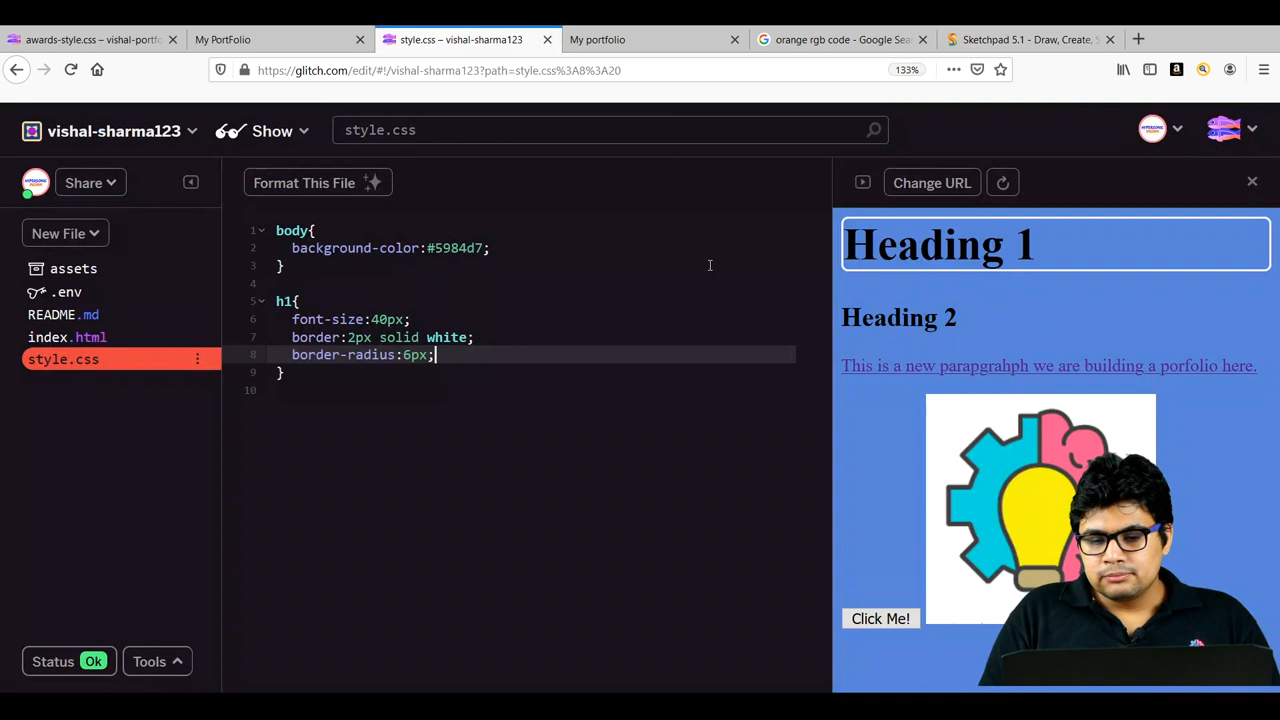 awards-style.css – vishal-portfo
My PortFolio
style.css – vishal-sharma123
My portfolio
orange rgb code - Google Sea
Sketchpad 5.1 - Draw, Create, S
https://glitch.com/edit/#!/vishal-sharma123?path=style.css%3A8%3A20
133%
vishal-sharma123
Show
style.css
Share
Format This File
Change URL
New File
assets
.env
README.md
index.html
style.css
1 body{
2 background-color:#5984d7;
3 }
4
5 h1{
6 font-size:40px;
7 border:2px solid white;
8 border-radius:6px;
9 }
10
Heading 1
Heading 2
This is a new parapgrahph we are building a porfolio here.
Click Me!
Status Ok
Tools